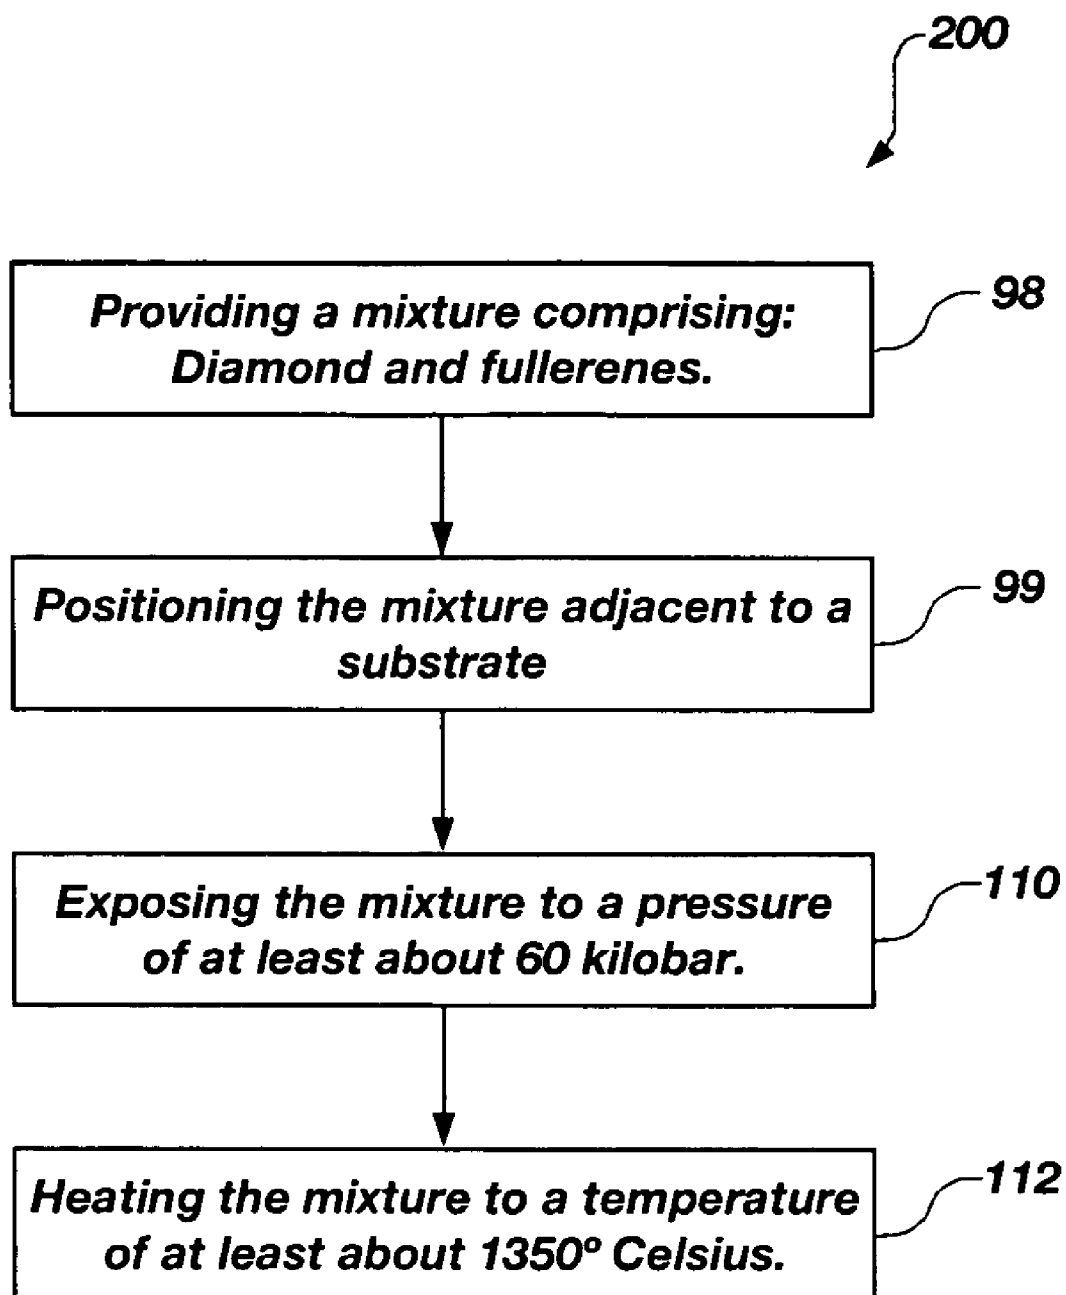 200
Providing a mixture comprising:
Diamond and fullerenes.
98
Positioning the mixture adjacent to a
substrate
99
Exposing the mixture to a pressure
of at least about 60 kilobar.
110
Heating the mixture to a temperature
of at least about 1350º Celsius.
112